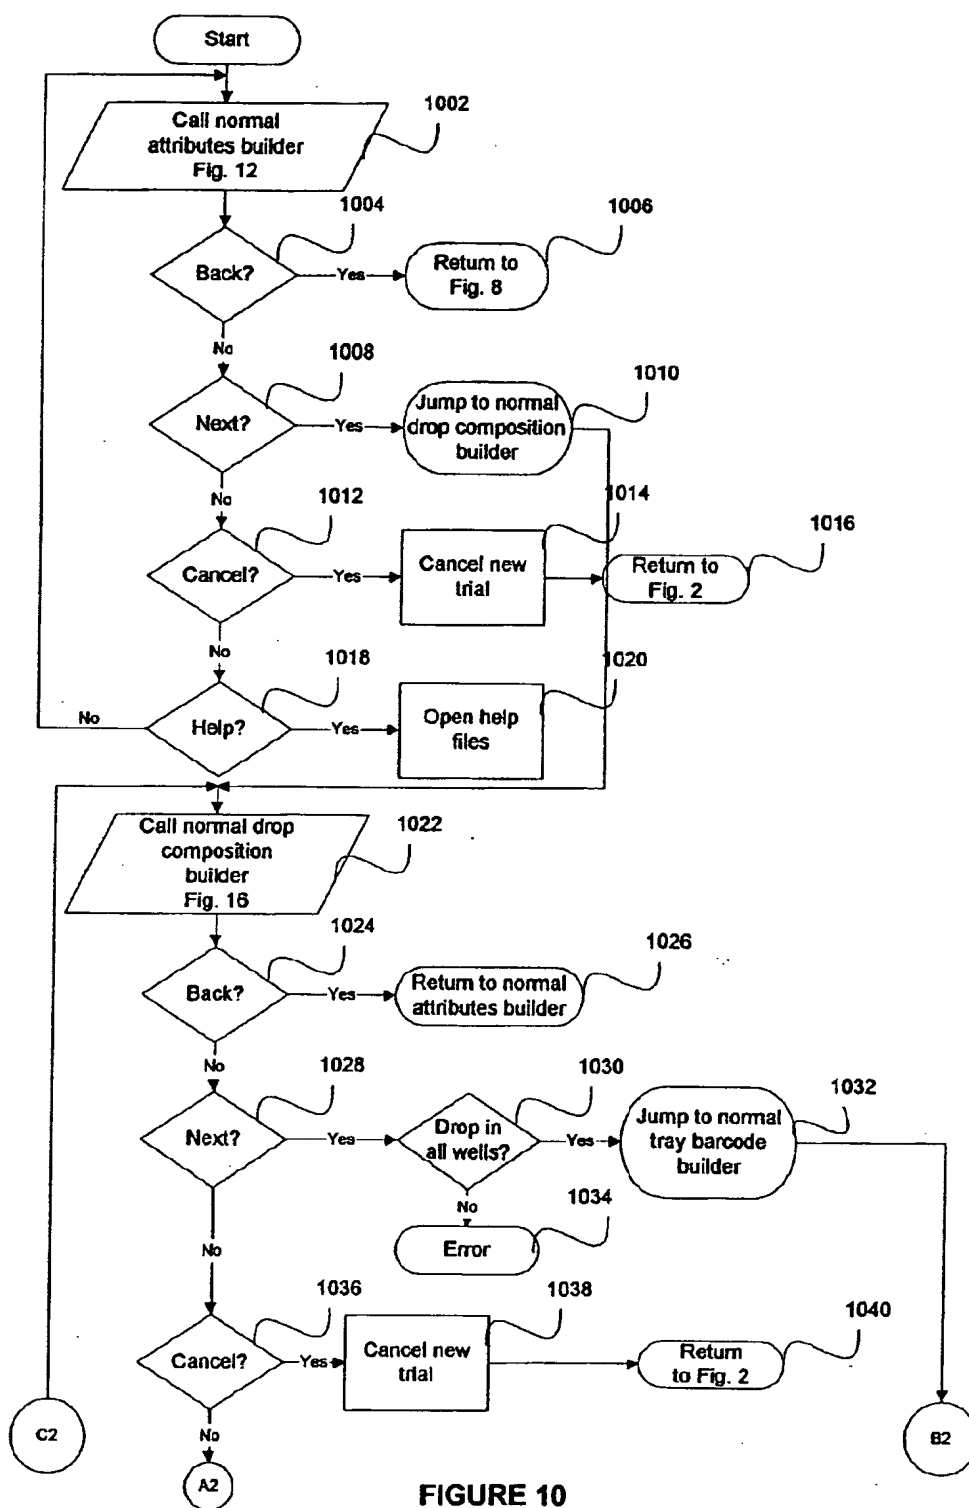 Start
1002
Call normal
attributes builder
Fig. 12
1004
1006
Back?
Yes
Return to
Fig. 8
No
1008
1010
Next?
Yes
Jump to normal
drop composition
builder
No
1012
1014
1016
Cancel?
Yes
Cancel new
trial
Return to
Fig. 2
No
1018
1020
No
Help?
Yes
Open help
files
Call normal drop
composition
builder
Fig. 16
1022
1024
1026
Back?
Yes
Return to normal
attributes builder
No
1028
1030
1032
Next?
Yes
Drop in
all wells?
Yes
Jump to normal
tray barcode
builder
No
1034
Error
No
1036
1038
1040
Cancel?
Yes
Cancel new
trial
Return
to Fig. 2
C2
No
B2
A2
FIGURE 10